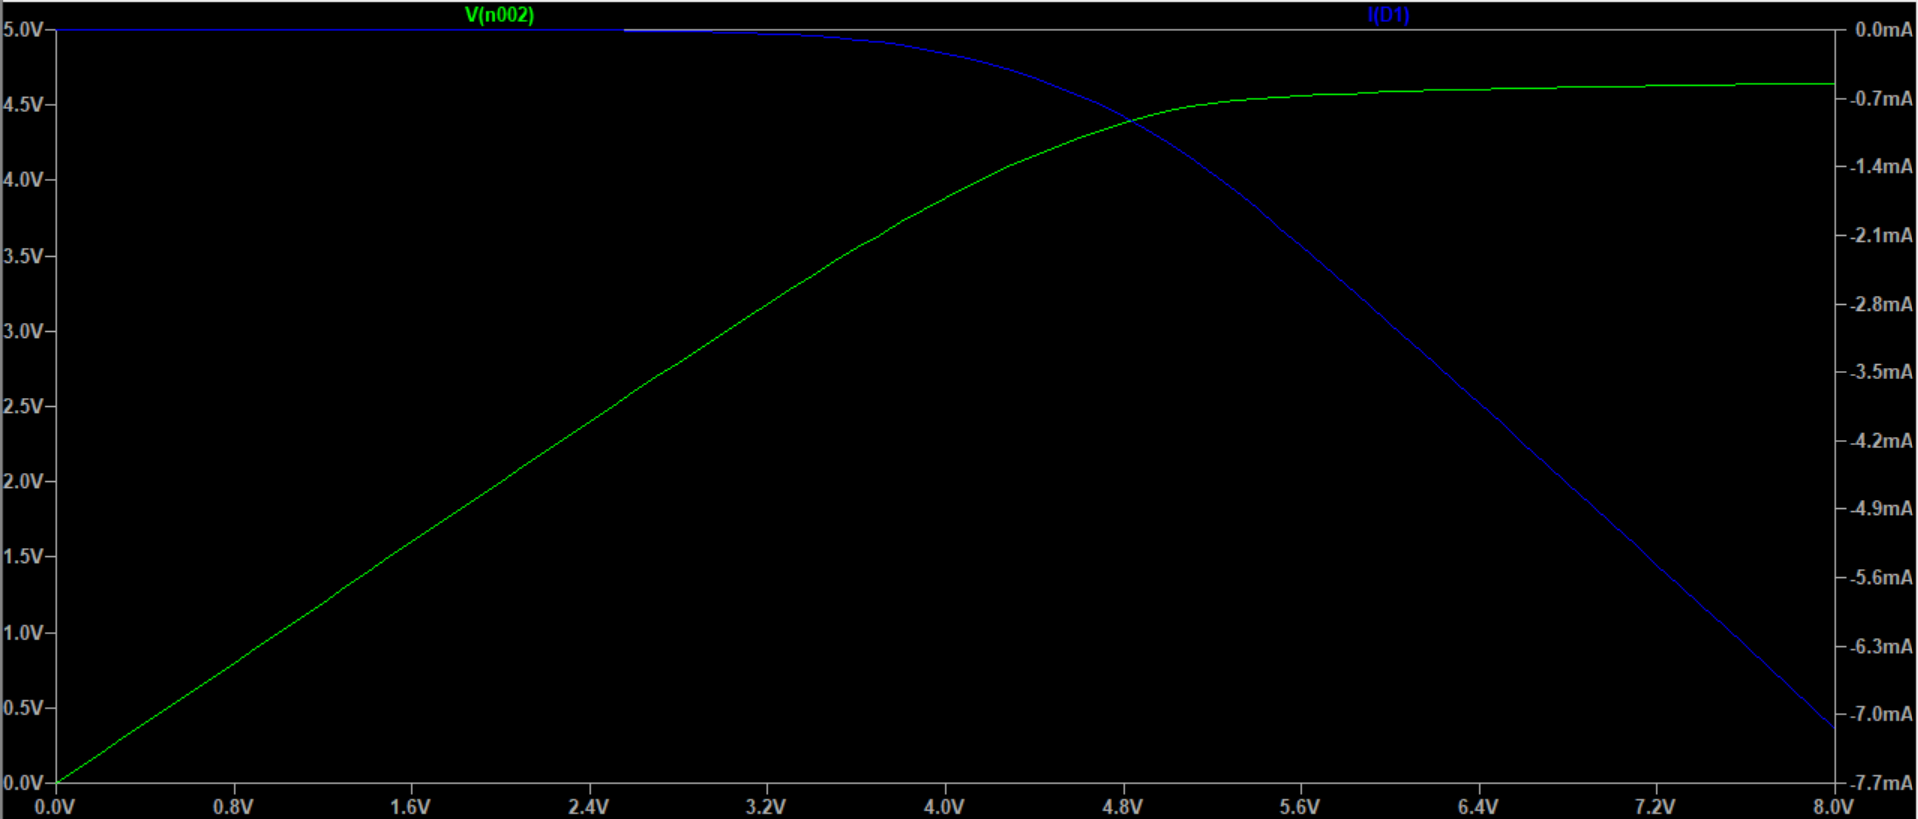 V(n002) I(D1)
5.0V 0.0mA
4.5V -0.7mA
4.0V -1.4mA
3.5V -2.1mA
3.0V -2.8mA
2.5V -3.5mA
2.0V -4.2mA
1.5V -4.9mA
1.0V -5.6mA
0.5V -6.3mA
0.0V -7.0mA
-7.7mA
0.0V 0.8V 1.6V 2.4V 3.2V 4.0V 4.8V 5.6V 6.4V 7.2V 8.0V